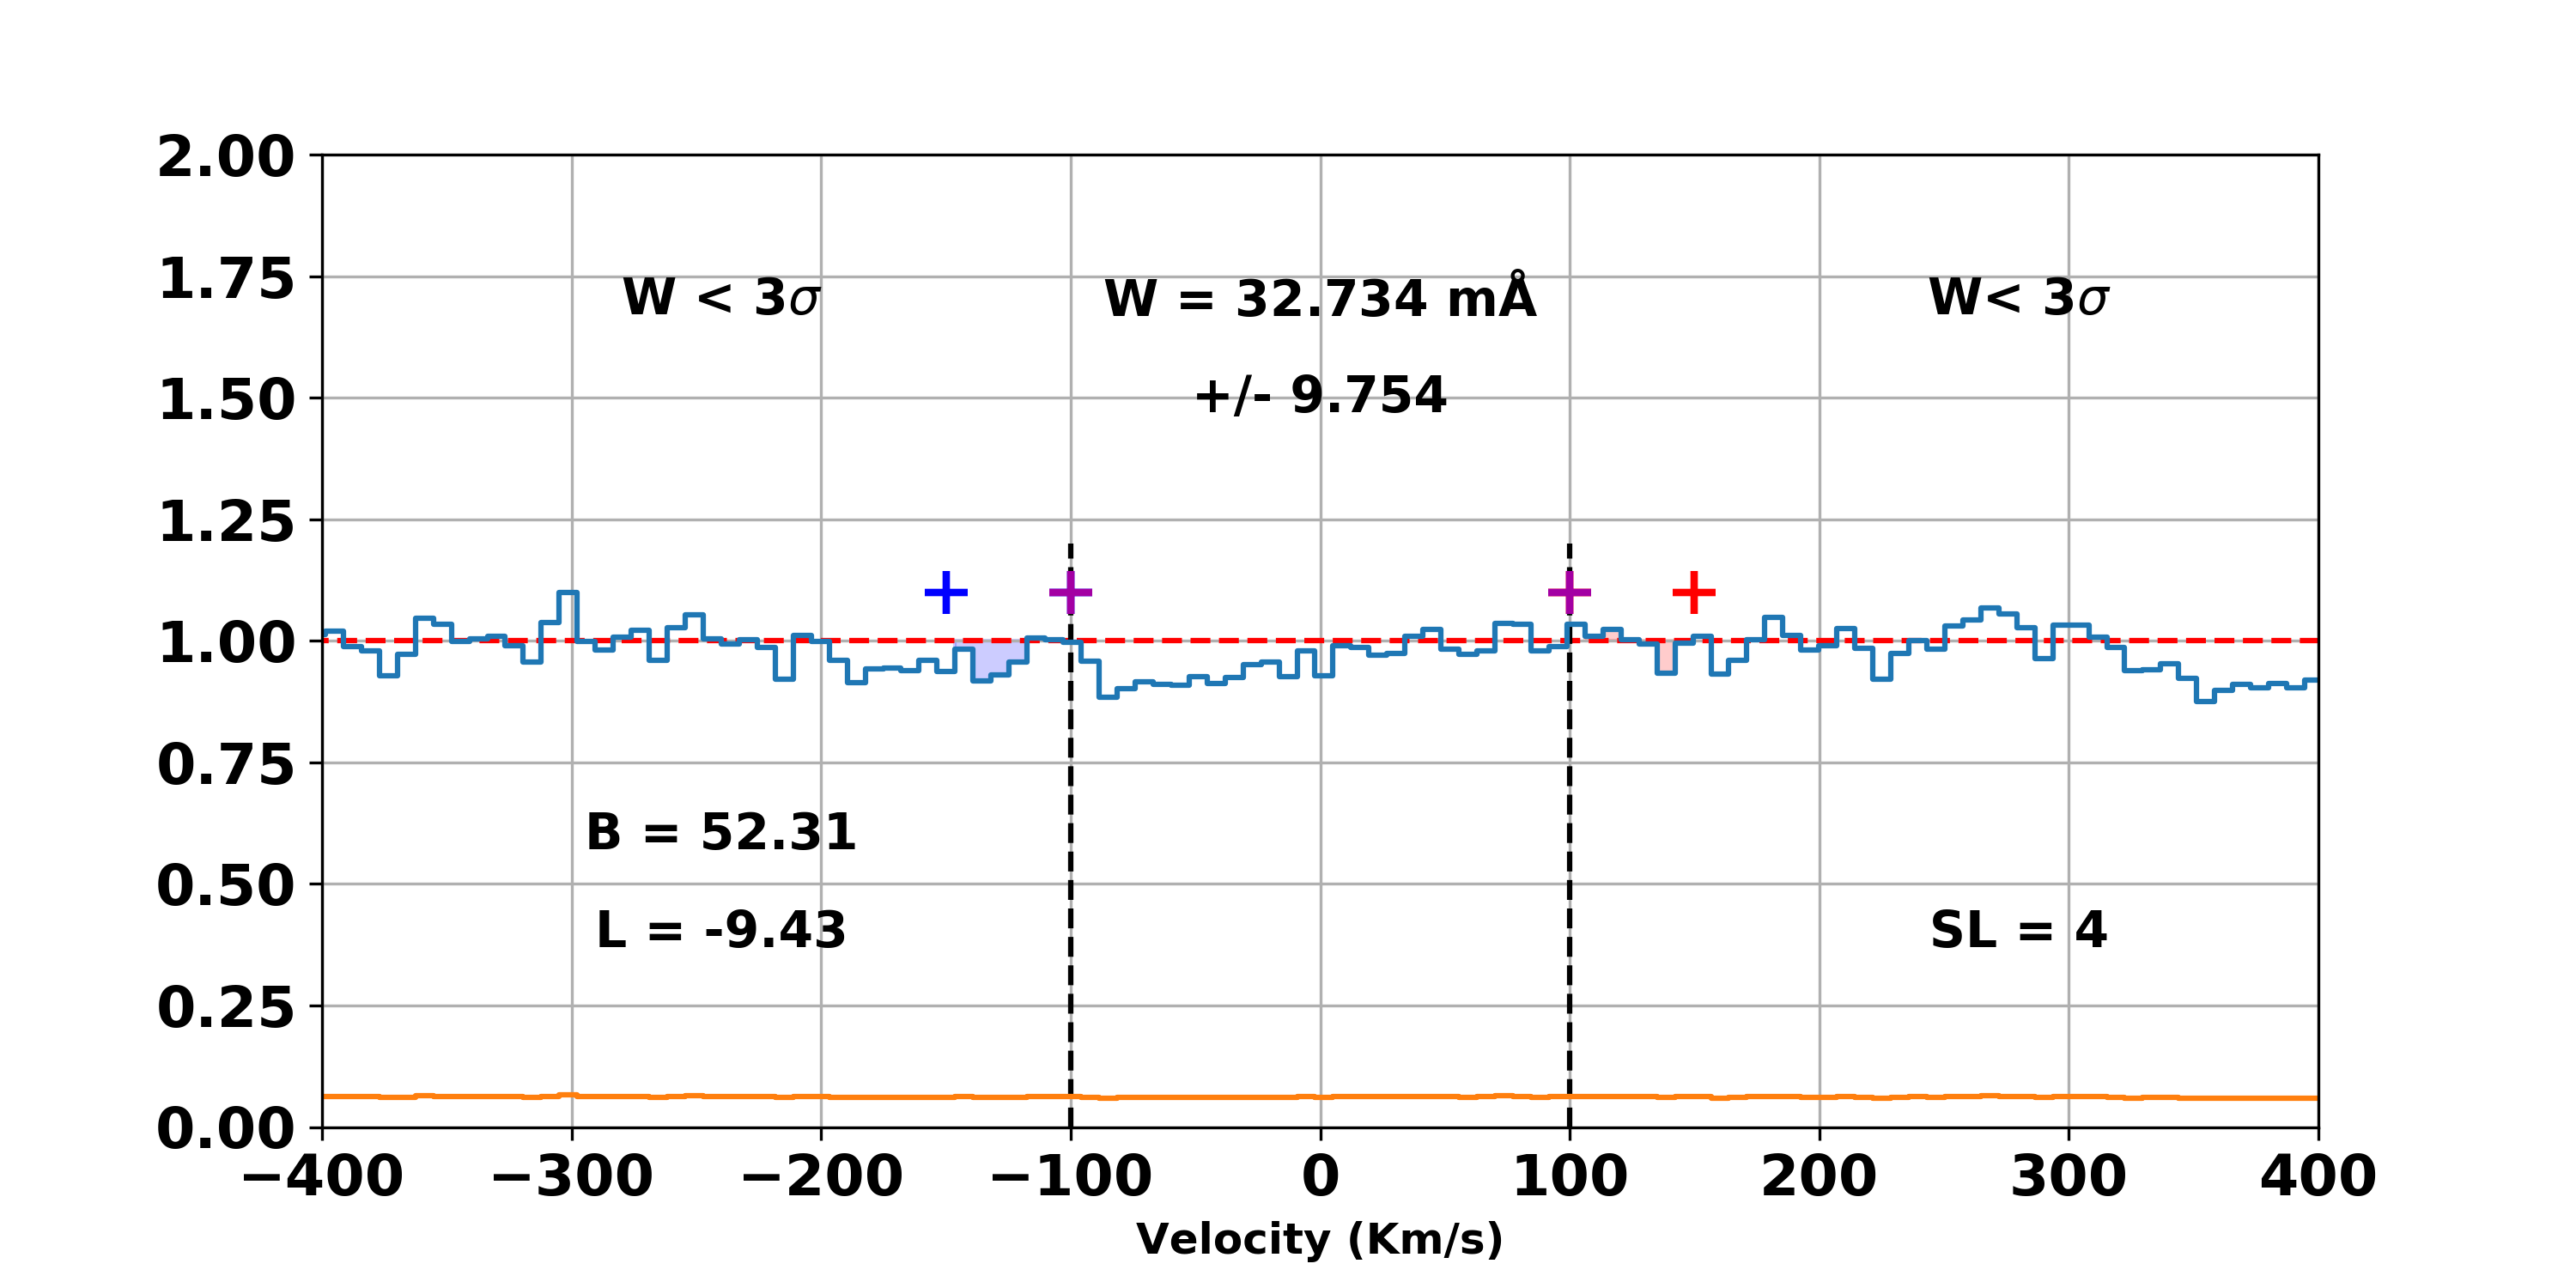 2.00
1.75
1.50
1.25
1.00
0.75
0.50
0.25
0.00
W < 3σ
W = 32.734 mÅ
+/- 9.754
W< 3σ
B = 52.31
L = -9.43
SL = 4
−400 −300 −200 −100 0 100 200 300 400
Velocity (Km/s)